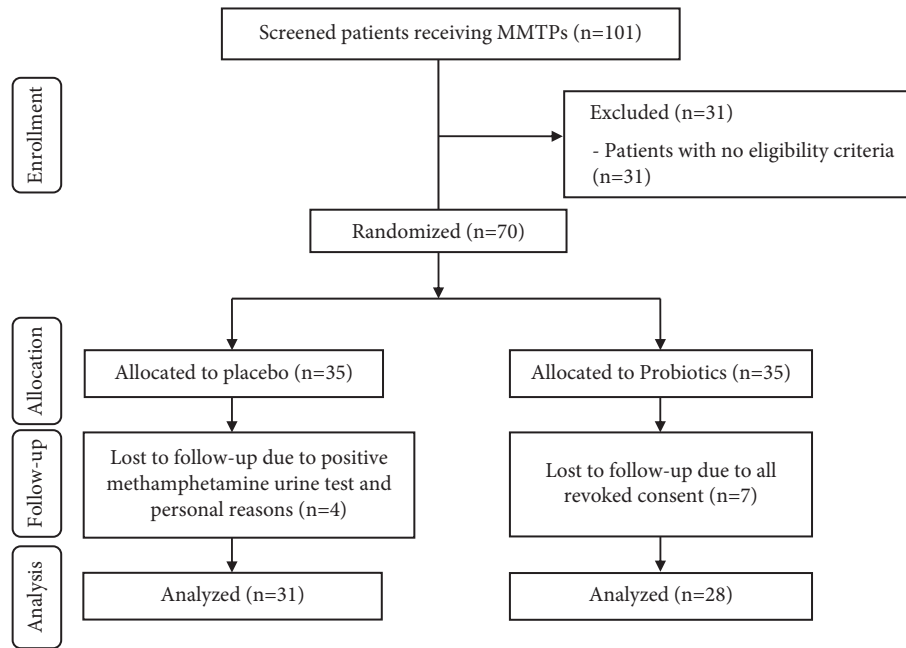 Screened patients receiving MMTPs (n=101)
Enrollment
Excluded (n=31)
- Patients with no eligibility criteria
(n=31)
Randomized (n=70)
Allocation
Allocated to placebo (n=35)
Allocated to Probiotics (n=35)
Follow-up
Lost to follow-up due to positive
methamphetamine urine test and
personal reasons (n=4)
Lost to follow-up due to all
revoked consent (n=7)
Analysis
Analyzed (n=31)
Analyzed (n=28)